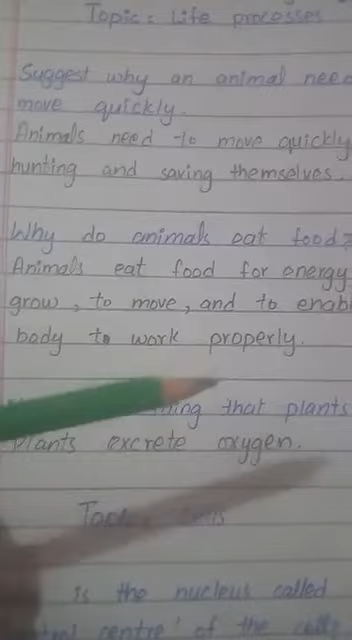 Topic: Life processes
Suggest why an animal need
move quickly.
Animals need to move quickly
hunting and saving themselves.
Why do animals eat food?
Animals eat food for energy
grow, to move, and to enabl
body to work properly.
that plants
Plants excrete oxygen.
is the nucleus called
centre' of the